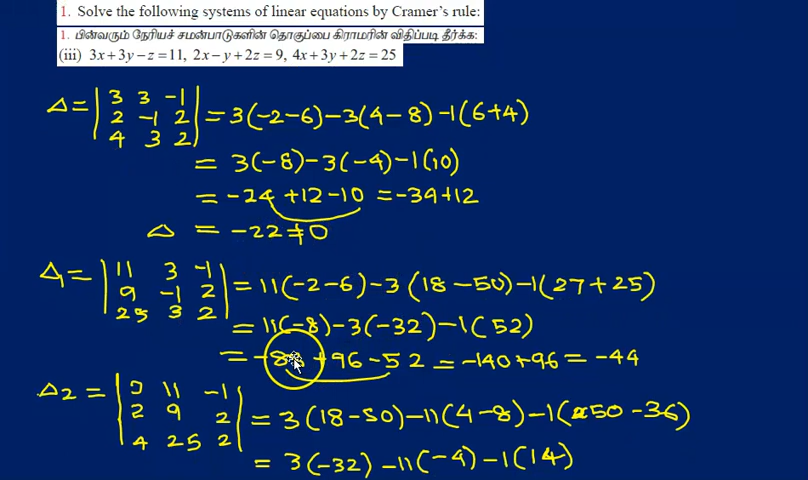 1. Solve the following systems of linear equations by Cramer's rule:
1. பின்வரும் நேரியச் சமன்பாடுகளின் தொகுப்பை கிராமரின் விதிப்படி தீர்க்க:
(iii) 3x+3y−z=11, 2x−y+2z=9, 4x+3y+2z=25
Δ = | 3 3 -1 | = 3(-2-6)-3(4-8)-1(6+4)
2 -1 2
4 3 2
= 3(-8)-3(-4)-1(10)
= -24+12-10 = -34+12
Δ = -22≠0
Δ1 = | 11 3 -1 | = 11(-2-6)-3(18-50)-1(27+25)
9 -1 2
25 3 2
= 11(-8)-3(-32)-1(52)
= -88+96-52 = -140+96 = -44
Δ2 = | 3 11 -1 |
2 9 2 = 3(18-50)-11(4-8)-1(50-36)
4 25 2
= 3(-32)-11(-4)-1(14)